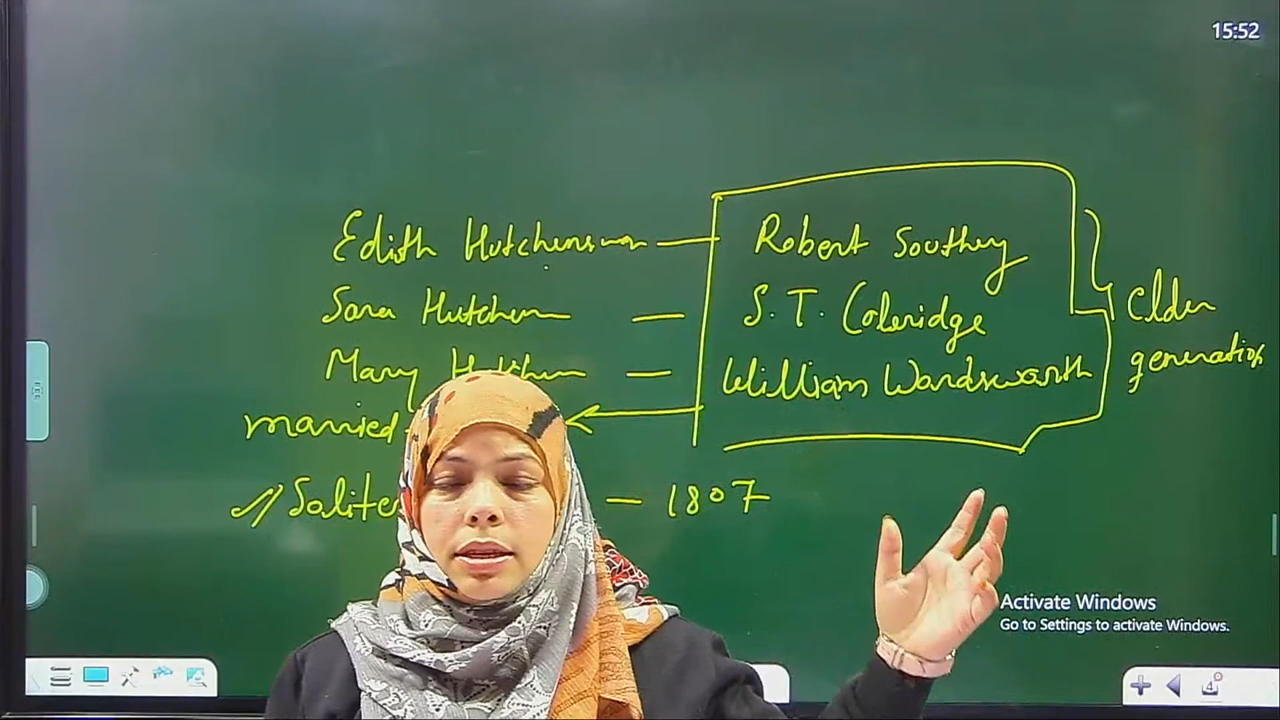 15:52
Edith Hutchenson — Robert Southey
Sara Hutchen — S.T. Coleridge
Mary — William Wordsworth
Elder
generation
married
— 1807
Activate Windows
Go to Settings to activate Windows.
4